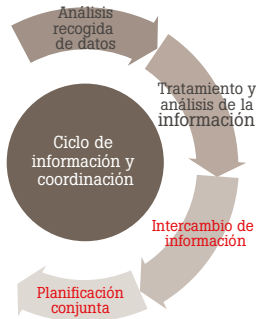 Análisis
recogida
de datos
Tratamiento y
análisis de la
información
Ciclo de
información y
coordinación
Intercambio de
información
Planificación
conjunta